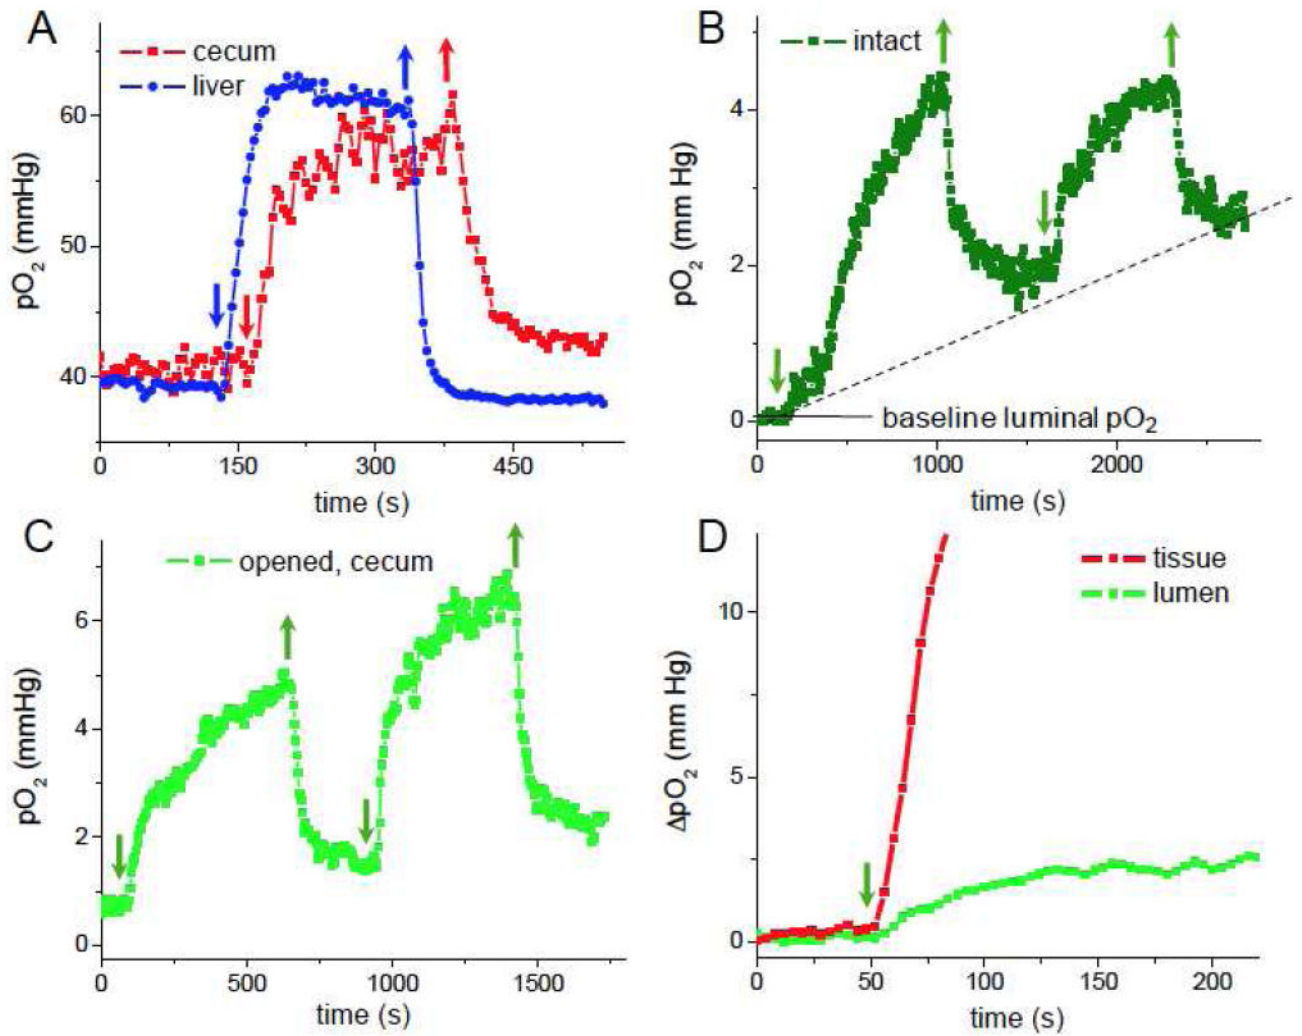 A
cecum
liver
60
50
40
pO2 (mmHg)
0 150 300 450
time (s)
B
intact
4
2
0
pO2 (mm Hg)
baseline luminal pO2
0 1000 2000
time (s)
C
opened, cecum
6
4
2
0
pO2 (mmHg)
0 500 1000 1500
time (s)
D
tissue
lumen
10
5
0
ΔpO2 (mm Hg)
0 50 100 150 200
time (s)